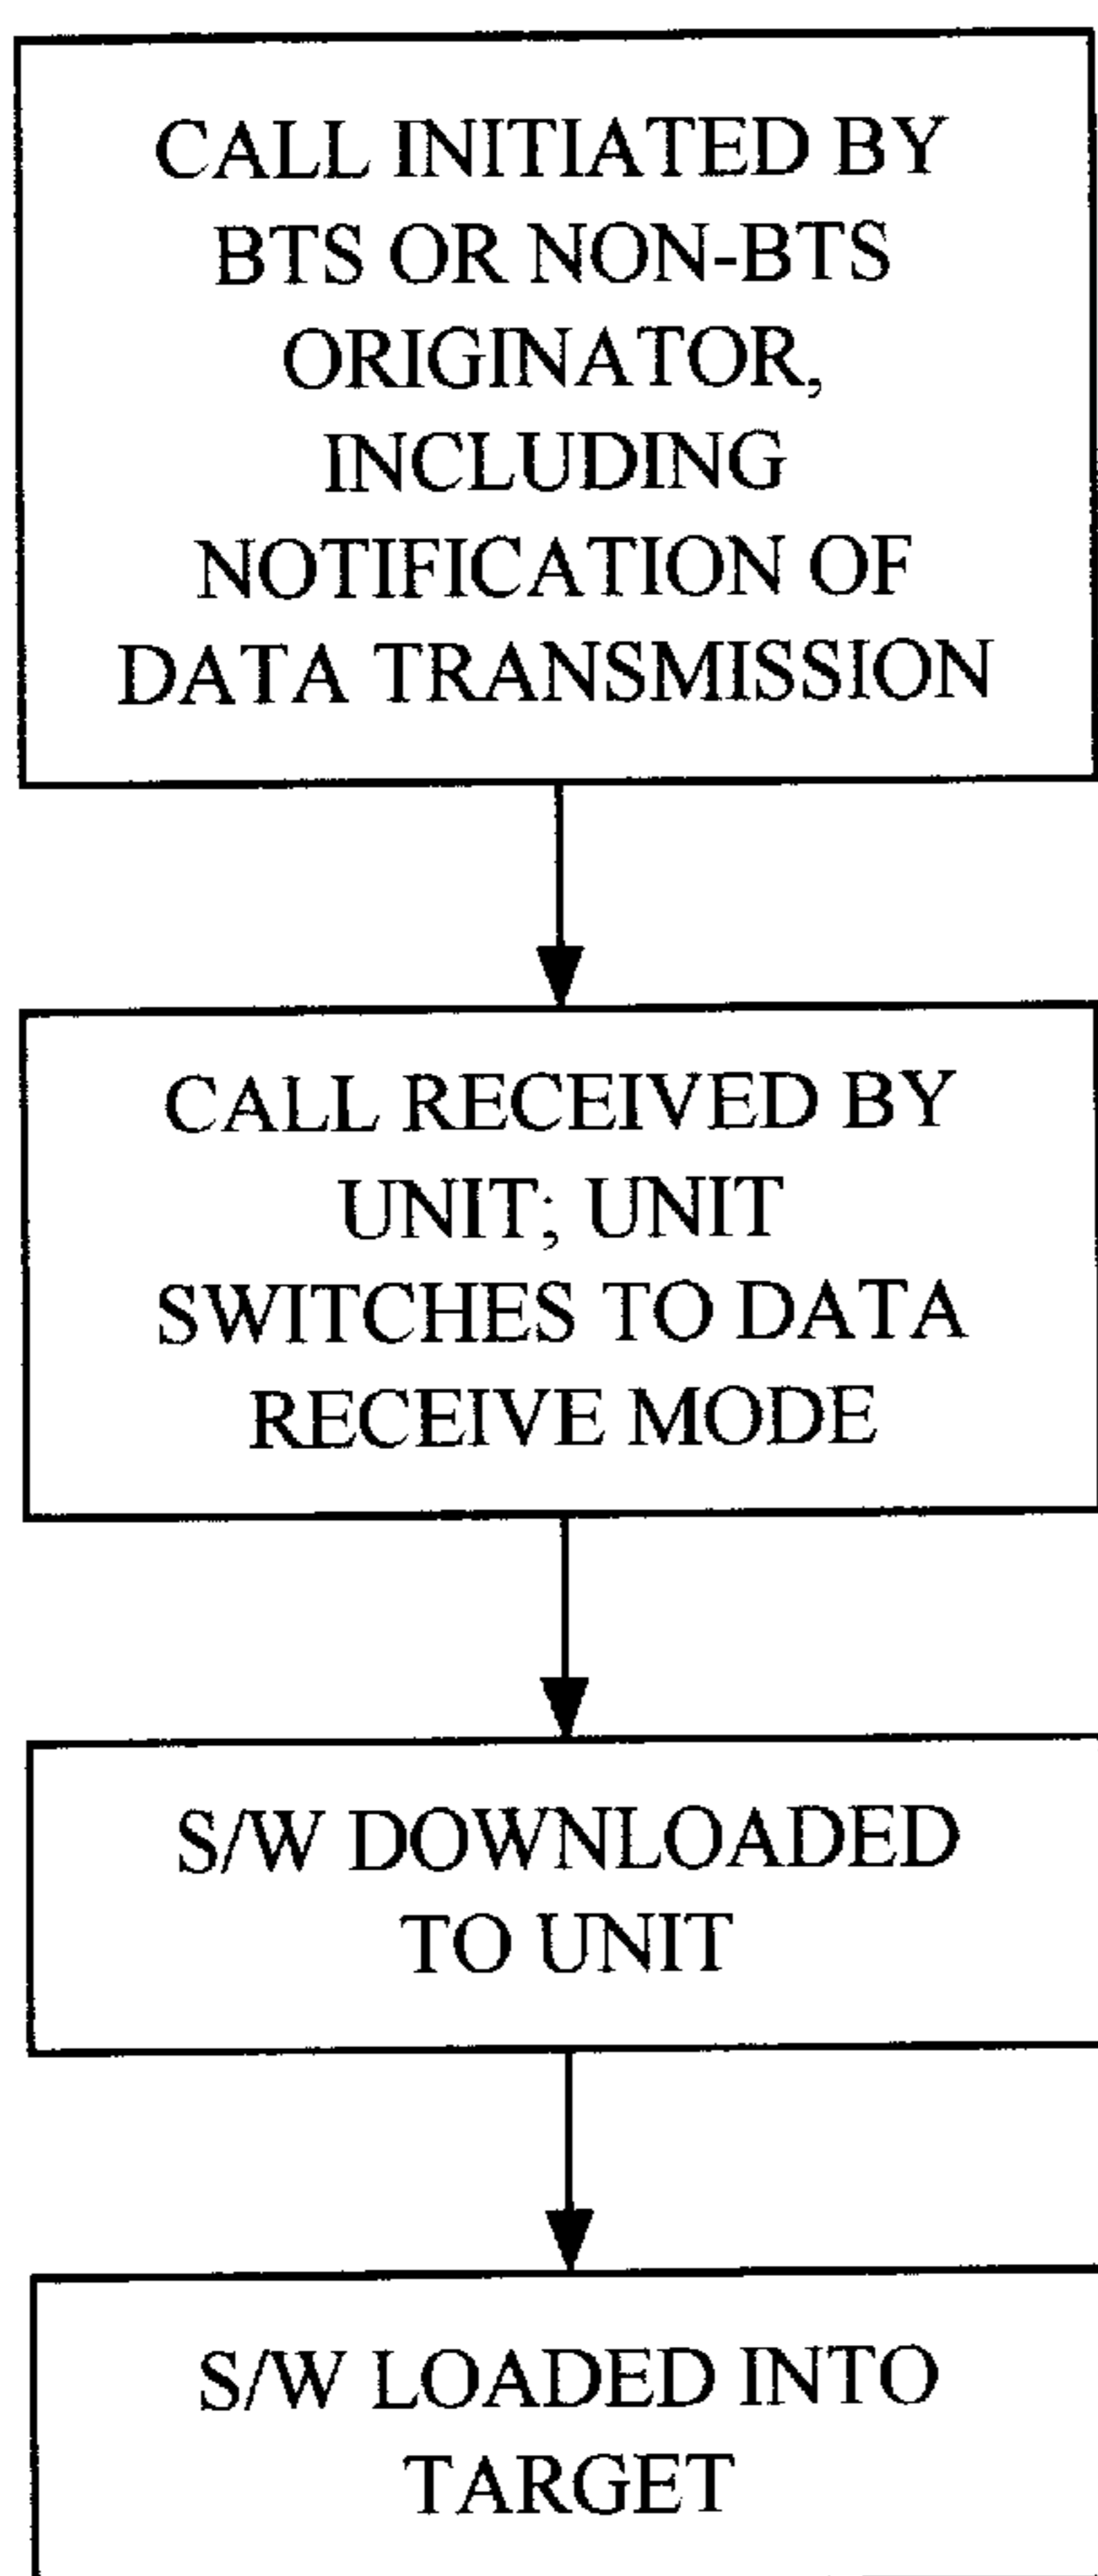 CALL INITIATED BY
BTS OR NON-BTS
ORIGINATOR,
INCLUDING
NOTIFICATION OF
DATA TRANSMISSION
CALL RECEIVED BY
UNIT; UNIT
SWITCHES TO DATA
RECEIVE MODE
S/W DOWNLOADED
TO UNIT
S/W LOADED INTO
TARGET